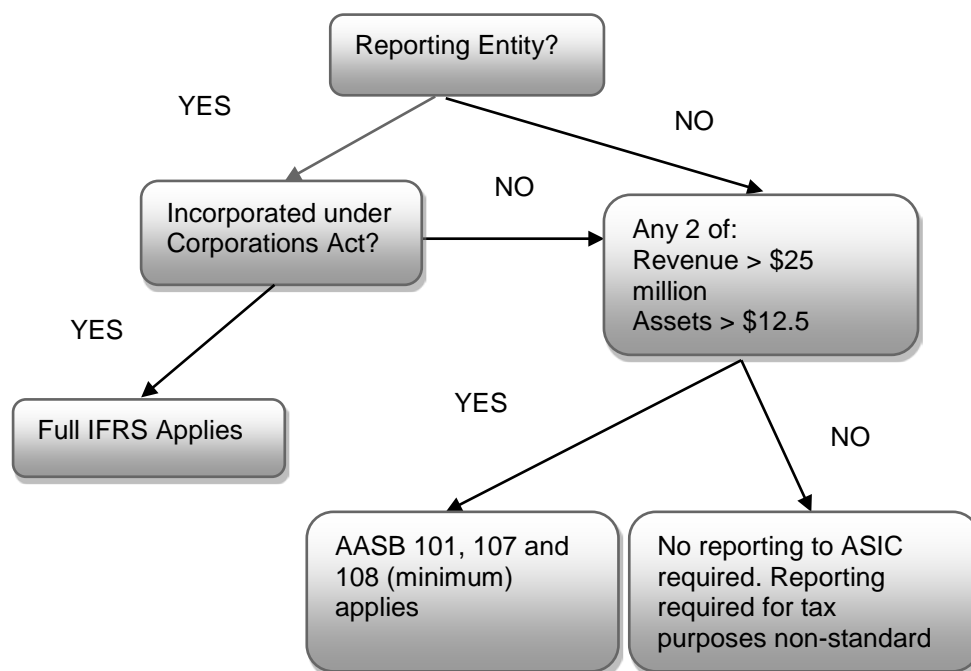 Reporting Entity?
YES
NO
Incorporated under
Corporations Act?
NO
Any 2 of:
Revenue > $25
million
Assets > $12.5
YES
Full IFRS Applies
YES
NO
AASB 101, 107 and
108 (minimum)
applies
No reporting to ASIC
required. Reporting
required for tax
purposes non-standard